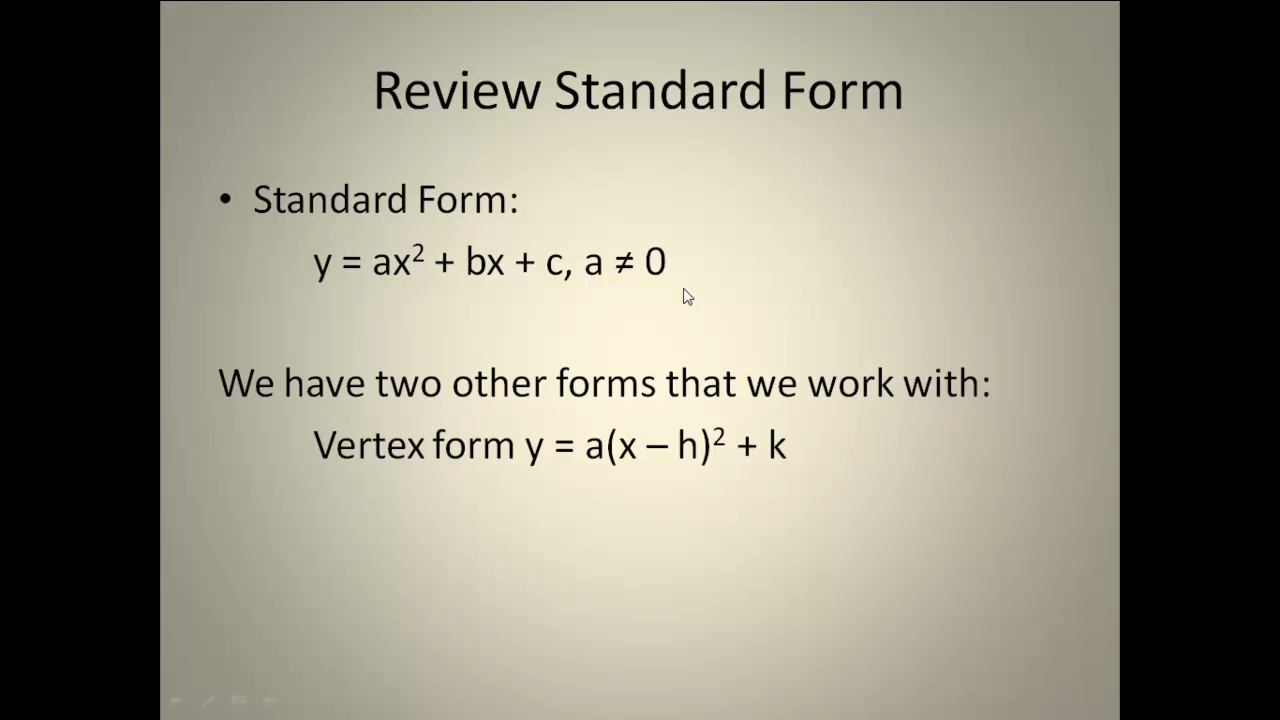 Review Standard Form
• Standard Form:
y = ax² + bx + c, a ≠ 0
We have two other forms that we work with:
Vertex form y = a(x – h)² + k